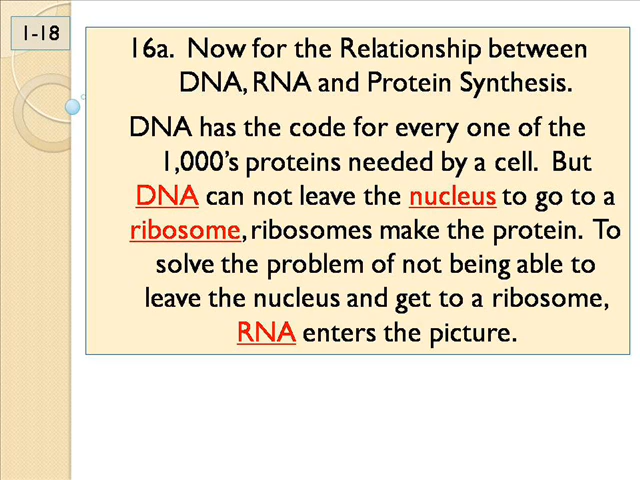 1-18
16a. Now for the Relationship between
DNA, RNA and Protein Synthesis.
DNA has the code for every one of the
1,000's proteins needed by a cell. But
DNA can not leave the nucleus to go to a
ribosome, ribosomes make the protein. To
solve the problem of not being able to
leave the nucleus and get to a ribosome,
RNA enters the picture.